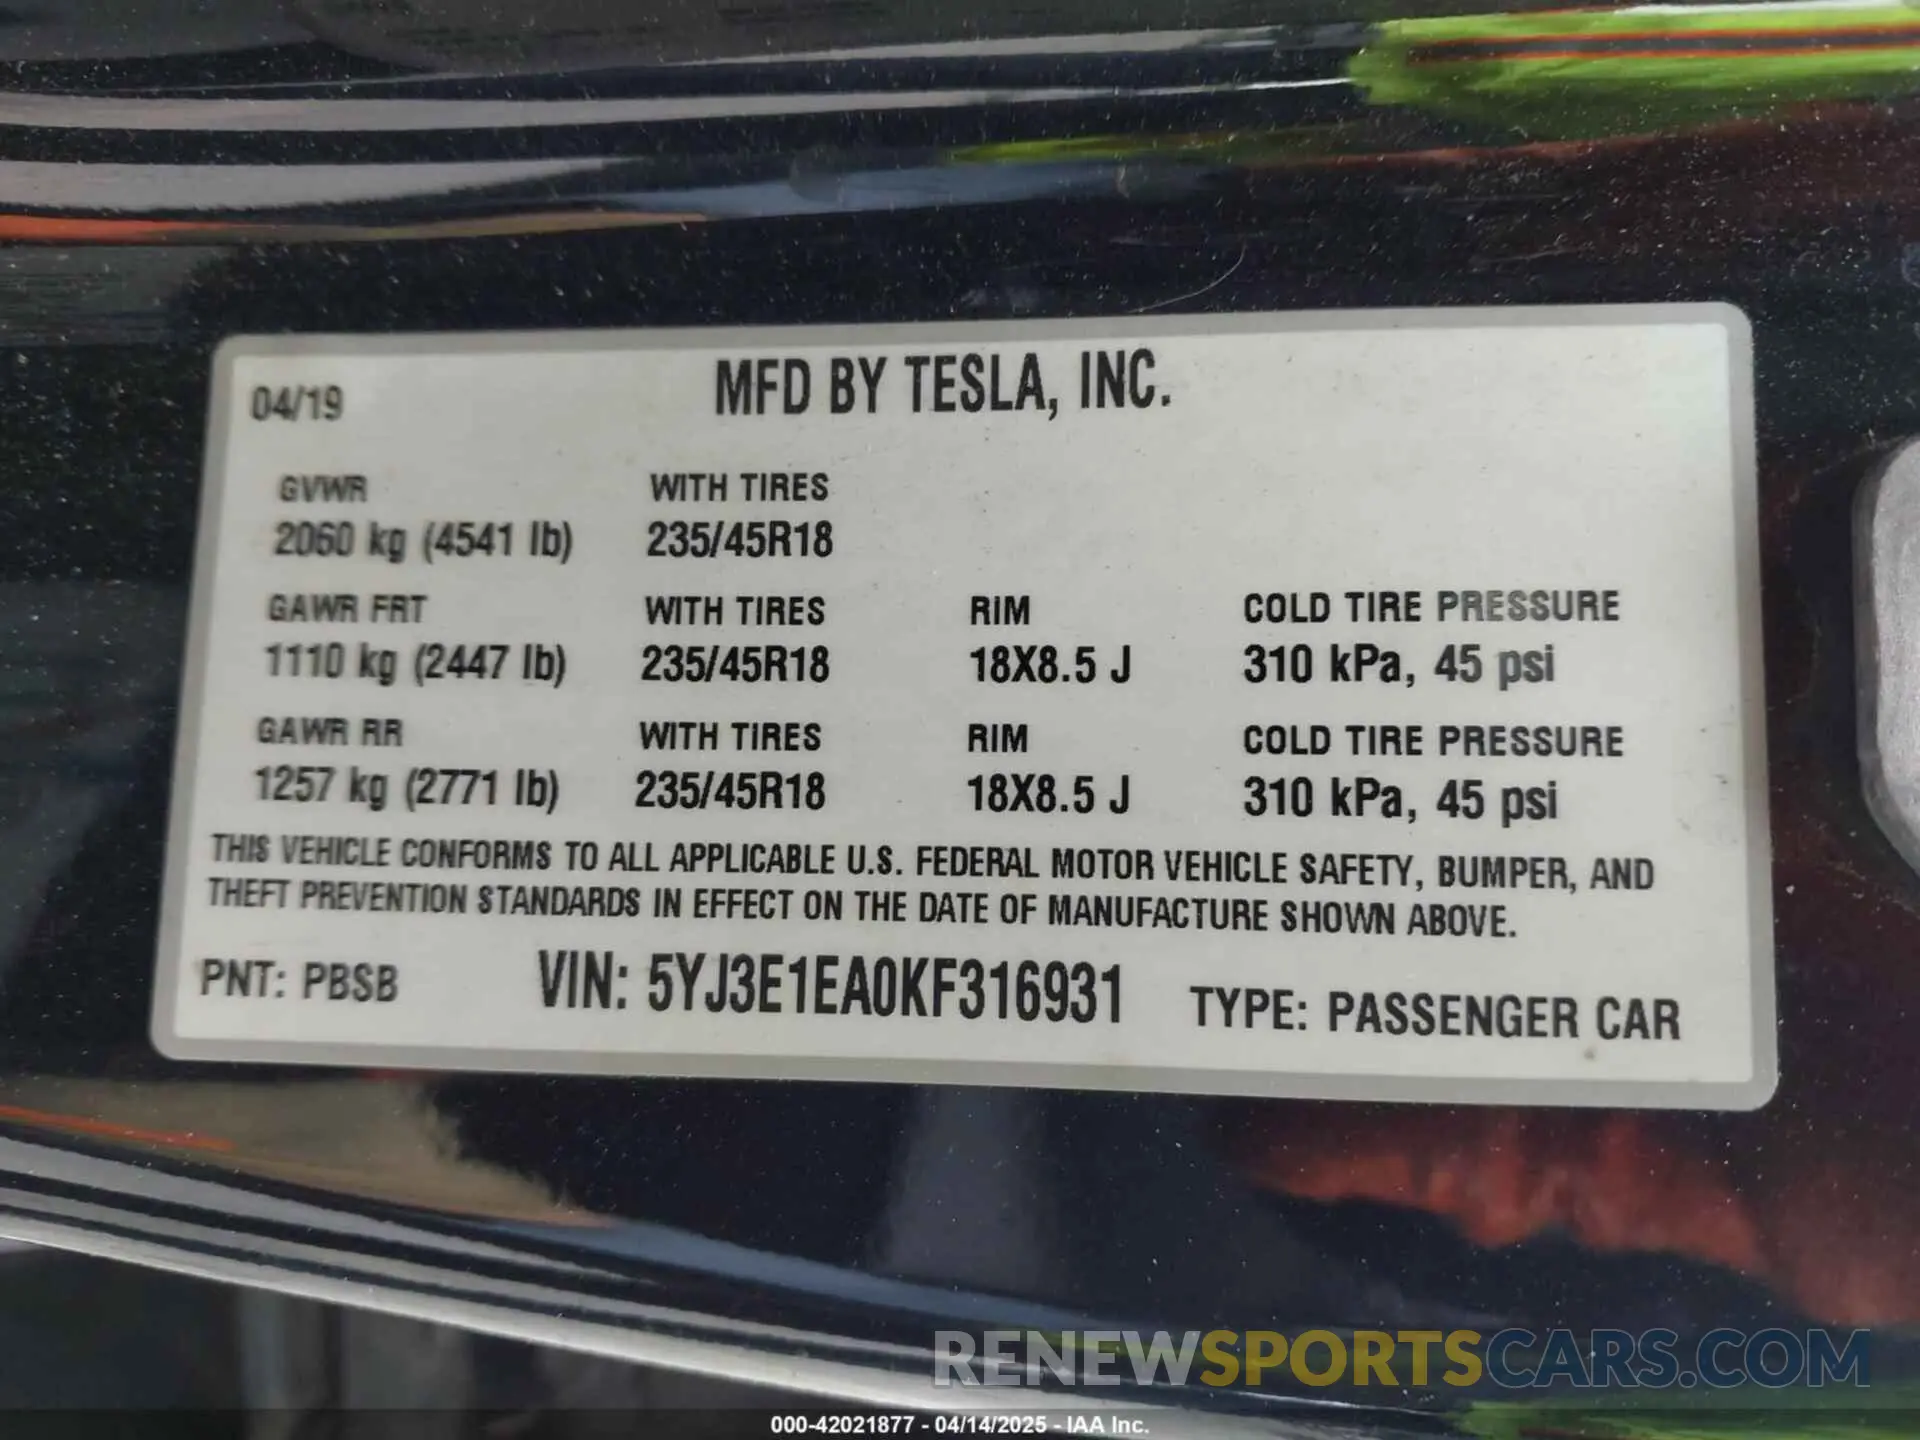 04/19 MFD BY TESLA, INC.
GVWR WITH TIRES
2060 kg (4541 lb) 235/45R18
GAWR FRT WITH TIRES RIM COLD TIRE PRESSURE
1110 kg (2447 lb) 235/45R18 18X8.5 J 310 kPa, 45 psi
GAWR RR WITH TIRES RIM COLD TIRE PRESSURE
1257 kg (2771 lb) 235/45R18 18X8.5 J 310 kPa, 45 psi
THIS VEHICLE CONFORMS TO ALL APPLICABLE U.S. FEDERAL MOTOR VEHICLE SAFETY, BUMPER, AND
THEFT PREVENTION STANDARDS IN EFFECT ON THE DATE OF MANUFACTURE SHOWN ABOVE.
PNT: PBSB VIN: 5YJ3E1EA0KF316931 TYPE: PASSENGER CAR
RENEWSPORTSCARS.COM
000-42021877 - 04/14/2025 - IAA Inc.